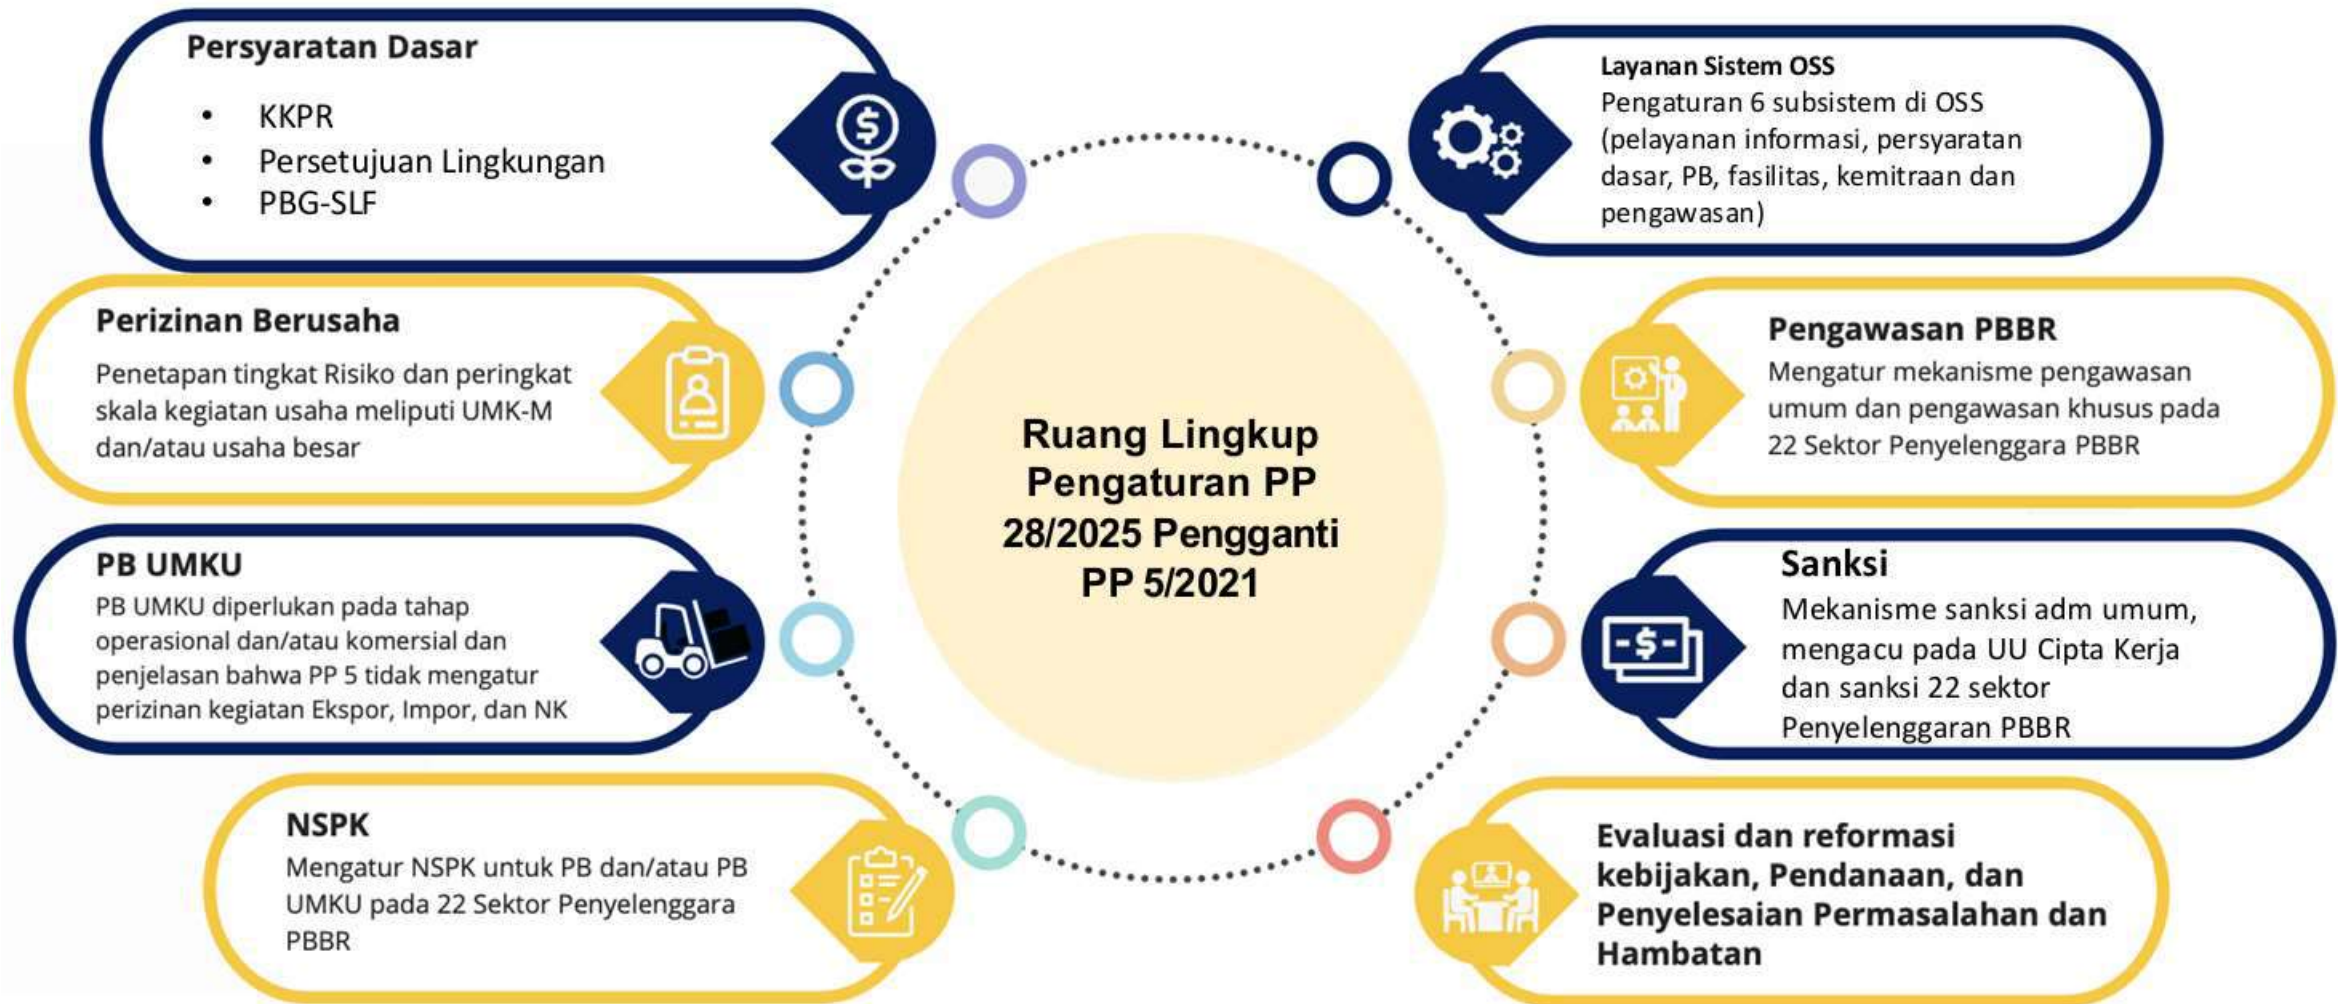 Persyaratan Dasar
• KKPR
• Persetujuan Lingkungan
• PBG-SLF
Perizinan Berusaha
Penetapan tingkat Risiko dan peringkat
skala kegiatan usaha meliputi UMK-M
dan/atau usaha besar
PB UMKU
PB UMKU diperlukan pada tahap
operasional dan/atau komersial dan
penjelasan bahwa PP 5 tidak mengatur
perizinan kegiatan Ekspor, Impor, dan NK
NSPK
Mengatur NSPK untuk PB dan/atau PB
UMKU pada 22 Sektor Penyelenggara
PBBR
Ruang Lingkup
Pengaturan PP
28/2025 Pengganti
PP 5/2021
Layanan Sistem OSS
Pengaturan 6 subsistem di OSS
(pelayanan informasi, persyaratan
dasar, PB, fasilitas, kemitraan dan
pengawasan)
Pengawasan PBBR
Mengatur mekanisme pengawasan
umum dan pengawasan khusus pada
22 Sektor Penyelenggara PBBR
Sanksi
Mekanisme sanksi adm umum,
mengacu pada UU Cipta Kerja
dan sanksi 22 sektor
Penyelenggaran PBBR
Evaluasi dan reformasi
kebijakan, Pendanaan, dan
Penyelesaian Permasalahan dan
Hambatan